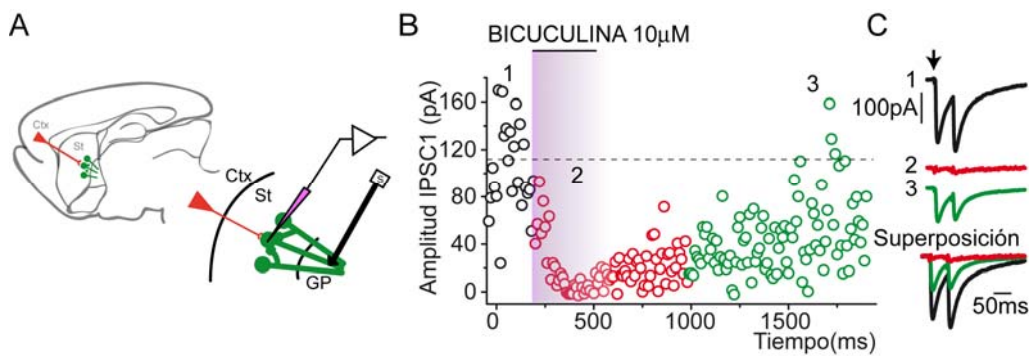 A
Ctx
St
Ctx
St
S
GP
B
BICUCULINA 10µM
Amplitud IPSC1 (pA)
160
120
80
40
0
1
2
3
0
500
1000
1500
Tiempo(ms)
C
1
100pA
2
3
Superposición
50ms